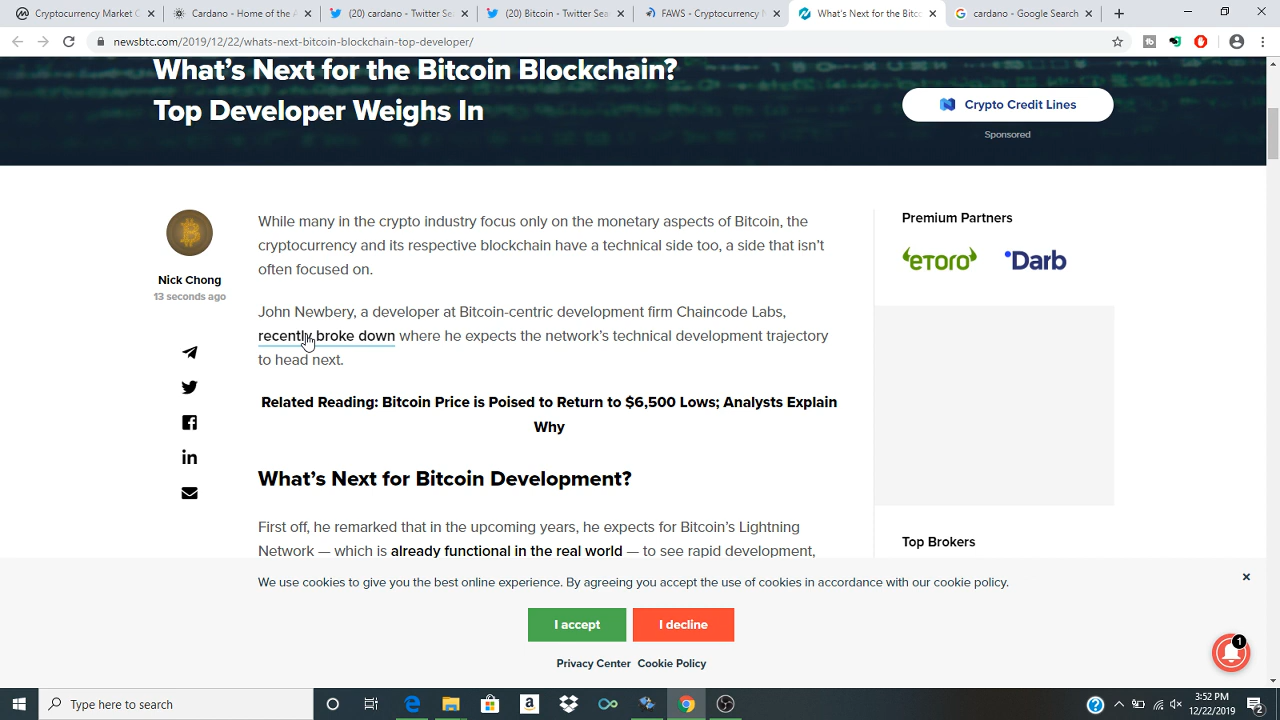 Cryptocurrency Market C
Cardano - Home of the A
(20) cardano - Twitter Se
(20) Bitcoin - Twitter Sea
FAWS - Cryptocurrency N
What's Next for the Bitco
cardano - Google Search
newsbtc.com/2019/12/22/whats-next-bitcoin-blockchain-top-developer/
What's Next for the Bitcoin Blockchain?
Top Developer Weighs In
Crypto Credit Lines
Sponsored
Nick Chong
13 seconds ago
While many in the crypto industry focus only on the monetary aspects of Bitcoin, the
cryptocurrency and its respective blockchain have a technical side too, a side that isn't
often focused on.
John Newbery, a developer at Bitcoin-centric development firm Chaincode Labs,
recently broke down where he expects the network's technical development trajectory
to head next.
Related Reading: Bitcoin Price is Poised to Return to $6,500 Lows; Analysts Explain
Why
What's Next for Bitcoin Development?
First off, he remarked that in the upcoming years, he expects for Bitcoin's Lightning
Network — which is already functional in the real world — to see rapid development,
Premium Partners
eToro
Darb
Top Brokers
We use cookies to give you the best online experience. By agreeing you accept the use of cookies in accordance with our cookie policy.
I accept
I decline
Privacy Center Cookie Policy
1
Type here to search
3:52 PM
12/22/2019
2